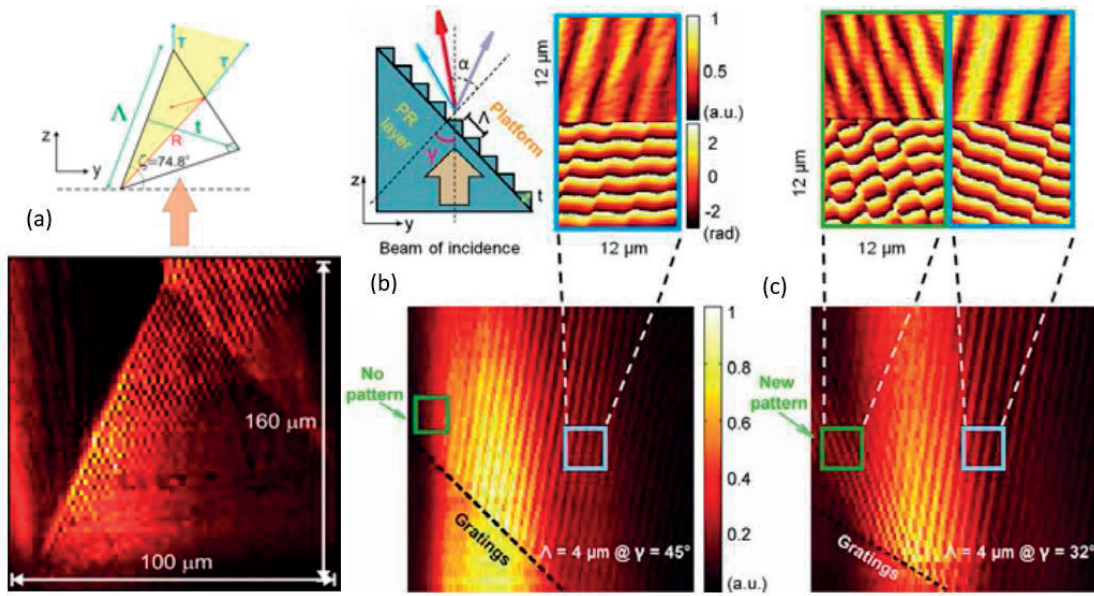 T
T
Λ
t
R
z
y
ζ=74.8°
(a)
160 µm
100 µm
α
Λ
Platform
PR
layer
γ
t
z
y
Beam of incidence
12 µm
1
0.5
(a.u.)
2
0
-2
(rad)
12 µm
(b)
No
pattern
Gratings
Λ = 4 µm @ γ = 45°
1
0.8
0.6
0.4
0.2
(a.u.)
12 µm
12 µm
(c)
New
pattern
Gratings
Λ = 4 µm @ γ = 32°